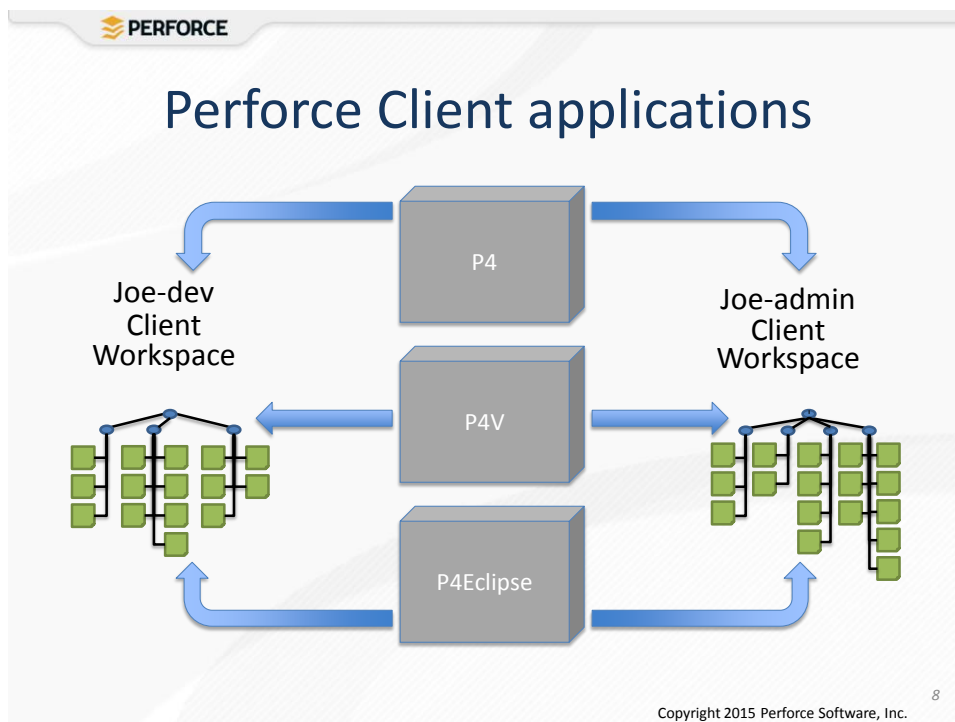 PERFORCE
Perforce Client applications
P4
Joe-dev
Client
Workspace
Joe-admin
Client
Workspace
P4V
P4Eclipse
8
Copyright 2015 Perforce Software, Inc.